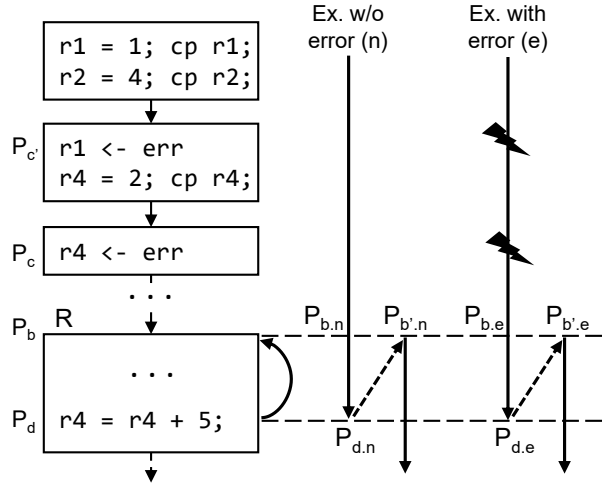 Ex. w/o
error (n)
Ex. with
error (e)
r1 = 1; cp r1;
r2 = 4; cp r2;
Pc'
r1 <- err
r4 = 2; cp r4;
Pc
r4 <- err
...
Pb
R
Pb.n
Pb'.n
Pb.e
Pb'.e
...
Pd
r4 = r4 + 5;
Pd.n
Pd.e